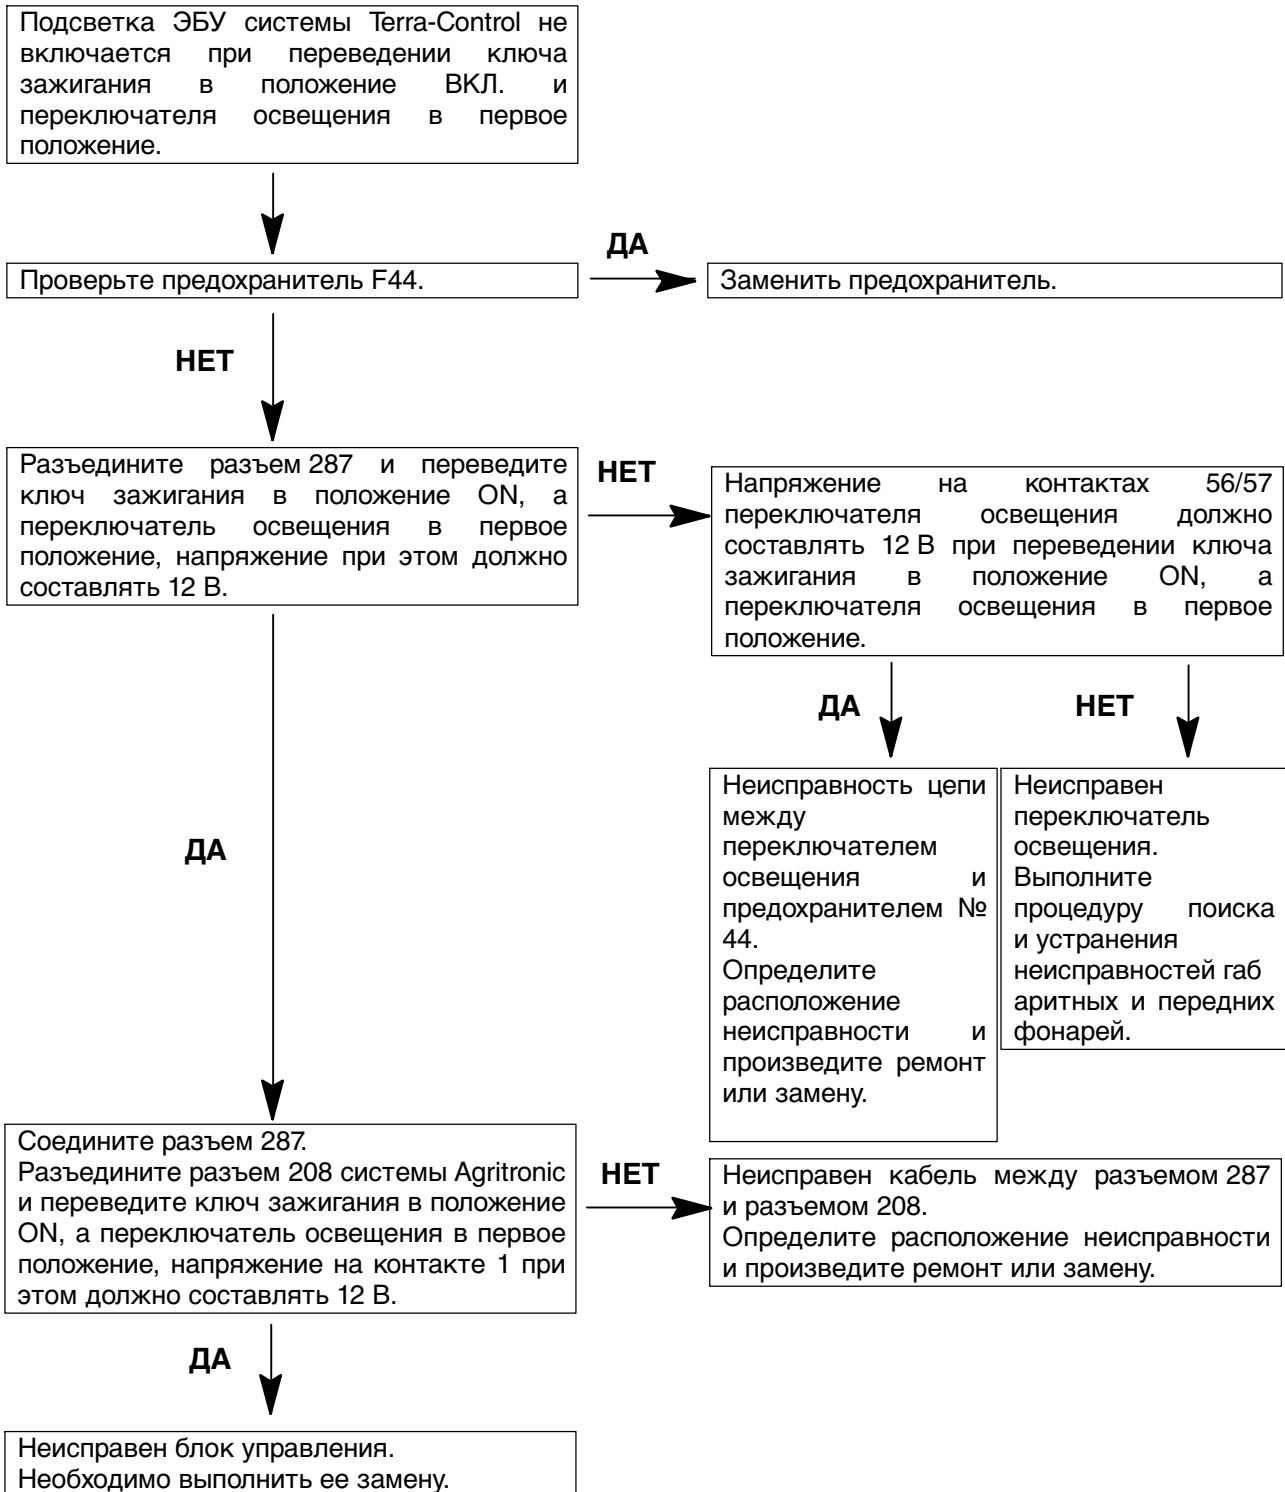 Подсветка ЭБУ системы Terra-Control не
включается при переведении ключа
зажигания в положение ВКЛ. и
переключателя освещения в первое
положение.
ДА
Проверьте предохранитель F44.
Заменить предохранитель.
НЕТ
Разъедините разъем 287 и переведите
ключ зажигания в положение ON, а
переключатель освещения в первое
положение, напряжение при этом должно
составлять 12 В.
НЕТ
Напряжение на контактах 56/57
переключателя освещения должно
составлять 12 В при переведении ключа
зажигания в положение ON, а
переключателя освещения в первое
положение.
ДА
НЕТ
Неисправность цепи
между
переключателем
освещения и
предохранителем №
44.
Определите
расположение
неисправности и
произведите ремонт
или замену.
Неисправен
переключатель
освещения.
Выполните
процедуру поиска
и устранения
неисправностей габ
аритных и передних
фонарей.
ДА
Соедините разъем 287.
Разъедините разъем 208 системы Agritronic
и переведите ключ зажигания в положение
ON, а переключатель освещения в первое
положение, напряжение на контакте 1 при
этом должно составлять 12 В.
НЕТ
Неисправен кабель между разъемом 287
и разъемом 208.
Определите расположение неисправности
и произведите ремонт или замену.
ДА
Неисправен блок управления.
Необходимо выполнить ее замену.